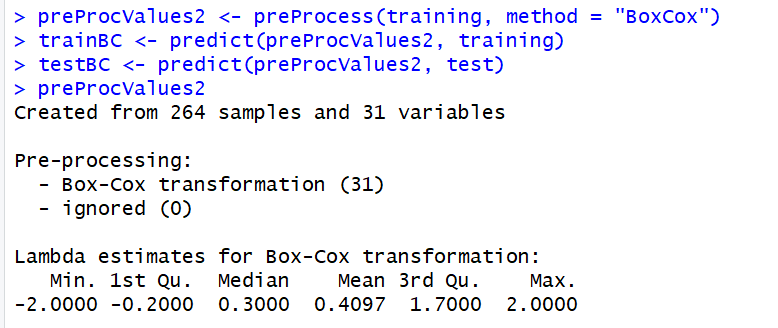 > preProcValues2 <- preProcess(training, method = "BoxCox")
> trainBC <- predict(preProcValues2, training)
> testBC <- predict(preProcValues2, test)
> preProcValues2
Created from 264 samples and 31 variables

Pre-processing:
  - Box-Cox transformation (31)
  - ignored (0)

Lambda estimates for Box-Cox transformation:
   Min. 1st Qu.  Median    Mean 3rd Qu.    Max.
-2.0000 -0.2000  0.3000  0.4097  1.7000  2.0000